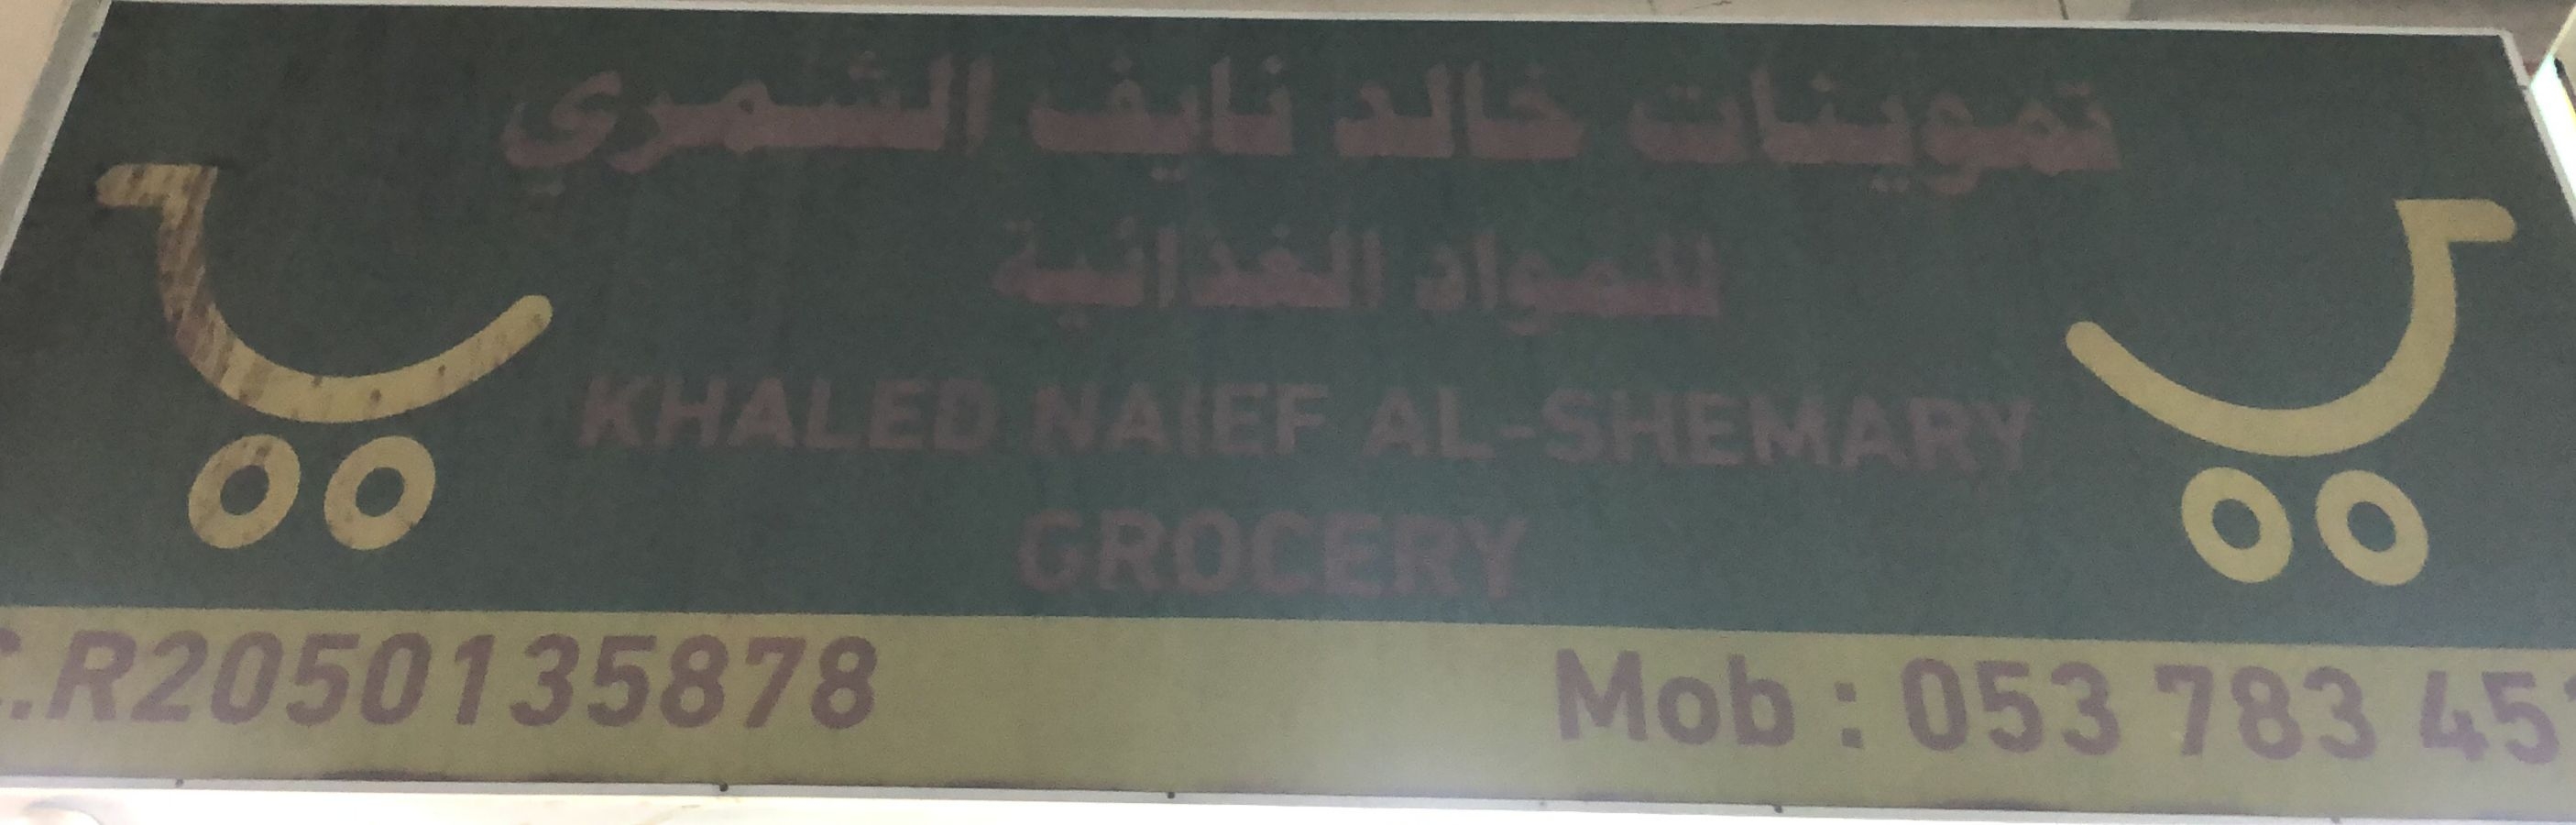 تموينات خالد نايف الشمري
للمواد الغذائية
KHALED NAIEF AL-SHEMARY
GROCERY
C.R2050135878
Mob : 053 783 45